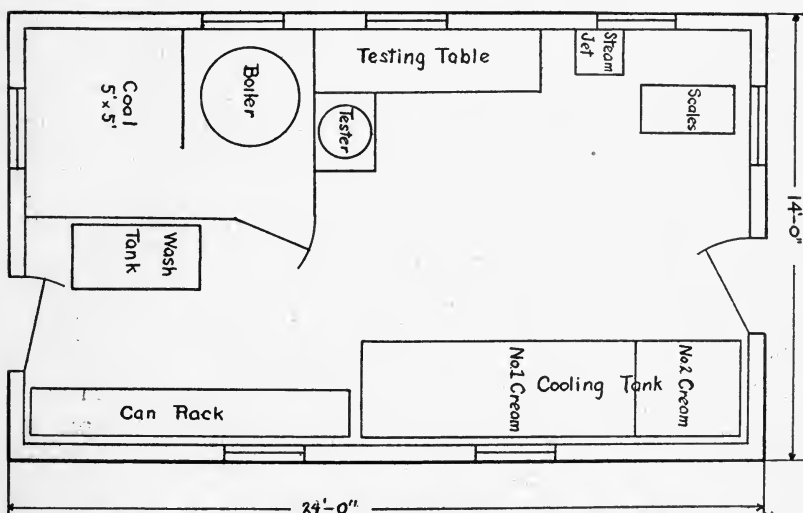 Coal
5' x 5'
Boiler
Testing Table
Steam
Jet
Scales
Tester
14'-0"
Wash
Tank
No.1 Cream
Cooling Tank
No.2 Cream
Can Rack
24'-0"